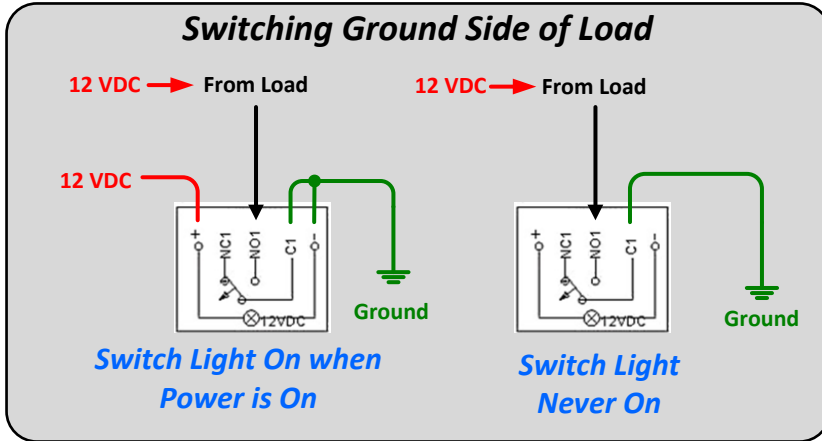 Switching Ground Side of Load
12 VDC From Load
12 VDC
+ NC1 NO1 C1 -
12VDC
Ground
Switch Light On when
Power is On
12 VDC From Load
+ NC1 NO1 C1 -
12VDC
Ground
Switch Light
Never On